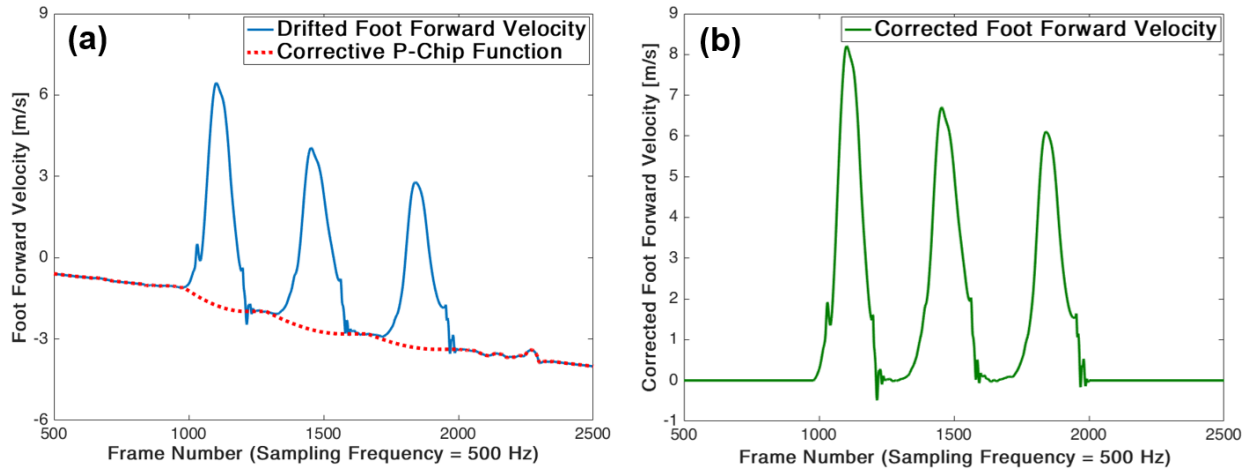 (a)
Drifted Foot Forward Velocity
Corrective P-Chip Function
Foot Forward Velocity [m/s]
6
3
0
-3
-6
500 1000 1500 2000 2500
Frame Number (Sampling Frequency = 500 Hz)
(b)
Corrected Foot Forward Velocity
Corrected Foot Forward Velocity [m/s]
9
8
7
6
5
4
3
2
1
0
-1
500 1000 1500 2000 2500
Frame Number (Sampling Frequency = 500 Hz)